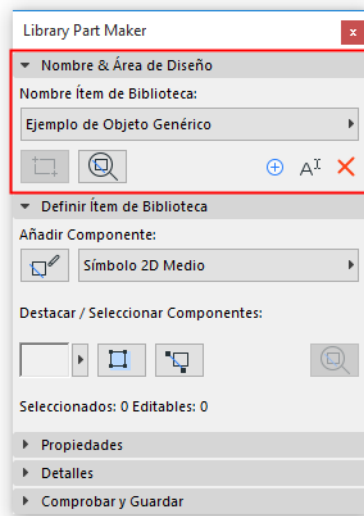 Library Part Maker
Nombre & Área de Diseño
Nombre Ítem de Biblioteca:
Ejemplo de Objeto Genérico
Definir Ítem de Biblioteca
Añadir Componente:
Símbolo 2D Medio
Destacar / Seleccionar Componentes:
Seleccionados: 0 Editables: 0
Propiedades
Detalles
Comprobar y Guardar